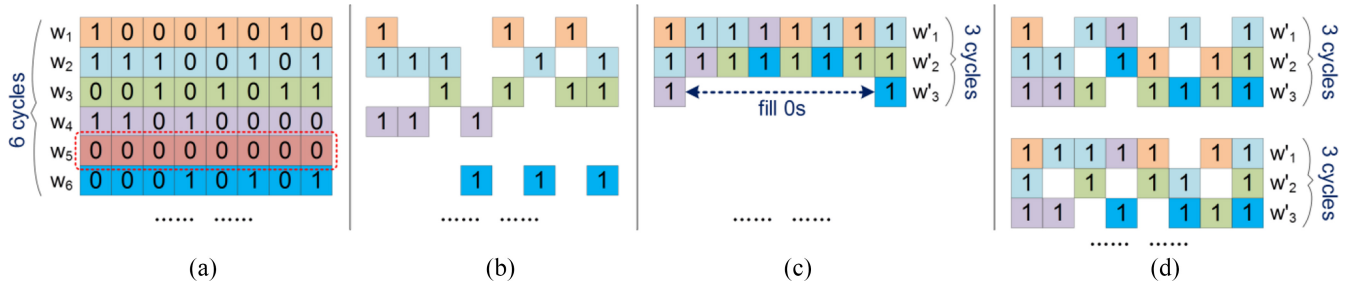 6 cycles
w1 1 0 0 0 1 0 1 0
w2 1 1 1 0 0 1 0 1
w3 0 0 1 0 1 0 1 1
w4 1 1 0 1 0 0 0 0
w5 0 0 0 0 0 0 0 0
w6 0 0 0 1 0 1 0 1
...... ......
(a)
1 1 1
1 1 1 1 1
1 1 1 1
1 1 1
1 1 1
...... ......
(b)
1 1 1 1 1 1 1 1 w'1
1 1 1 1 1 1 1 1 w'2
1 1 w'3
fill 0s
3 cycles
...... ......
(c)
1 1 1 1 1 w'1
1 1 1 1 1 1 w'2
1 1 1 1 1 1 1 w'3
3 cycles
1 1 1 1 1 1 1 w'1
1 1 1 1 1 w'2
1 1 1 1 1 1 w'3
3 cycles
...... ......
(d)